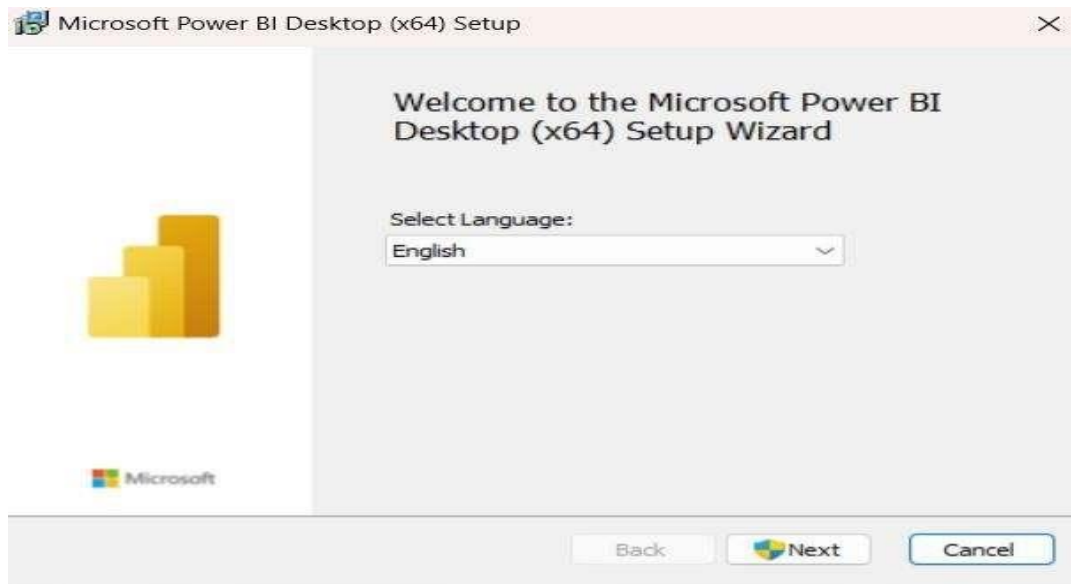 Microsoft Power BI Desktop (x64) Setup
Welcome to the Microsoft Power BI
Desktop (x64) Setup Wizard
Select Language:
English
Microsoft
Back
Next
Cancel